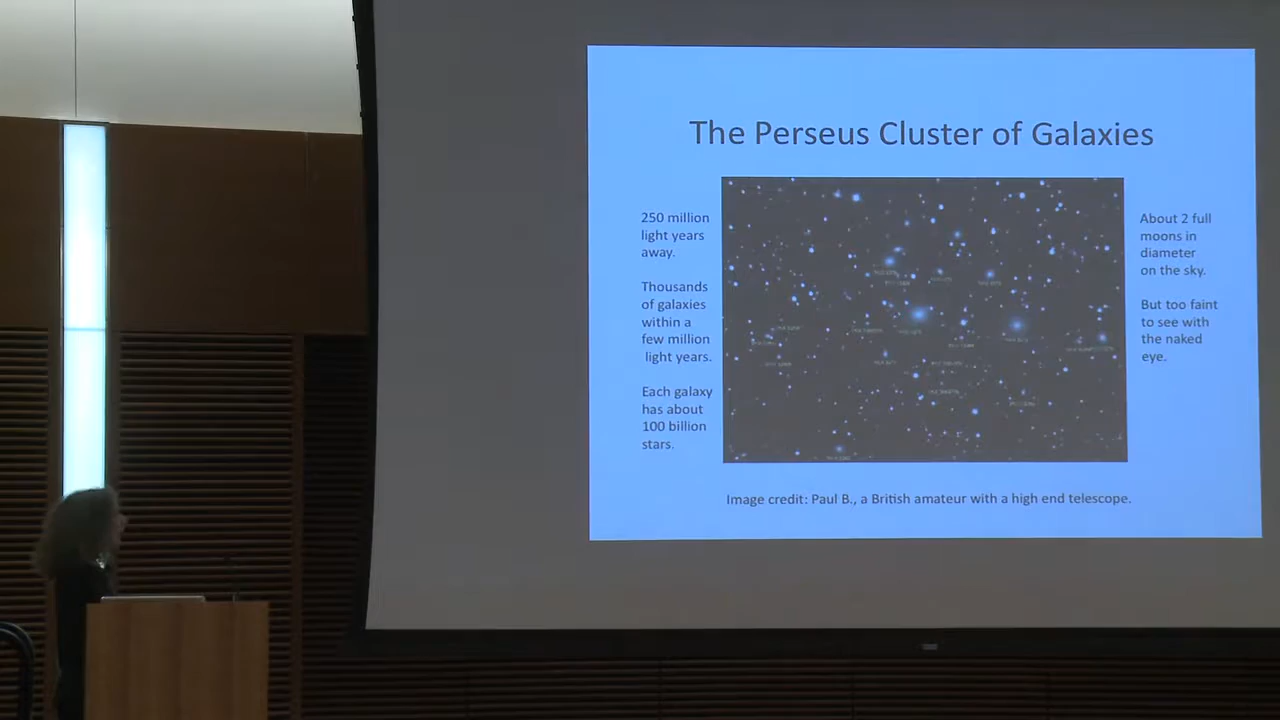 The Perseus Cluster of Galaxies
250 million
light years
away.
Thousands
of galaxies
within a
few million
light years.
Each galaxy
has about
100 billion
stars.
About 2 full
moons in
diameter
on the sky.
But too faint
to see with
the naked
eye.
Image credit: Paul B., a British amateur with a high end telescope.